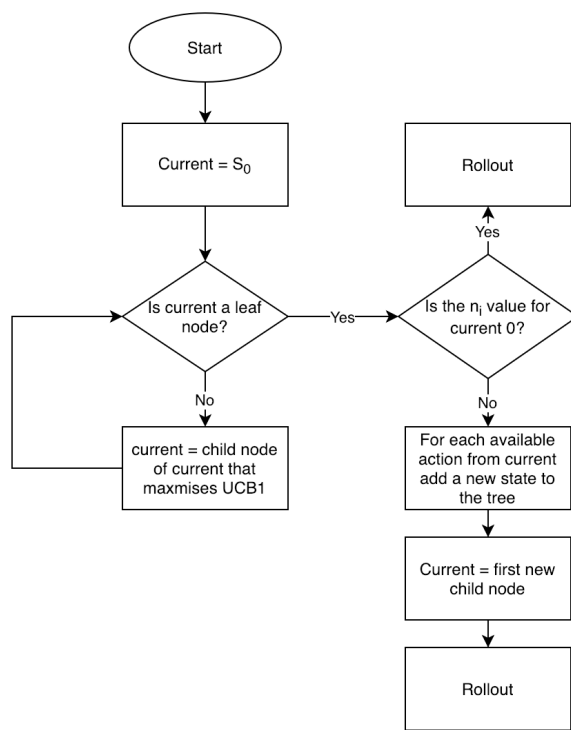 Start
Current = S₀
Is current a leaf
node?
No
current = child node
of current that
maxmises UCB1
Yes
Is the nᵢ value for
current 0?
Yes
Rollout
No
For each available
action from current
add a new state to
the tree
Current = first new
child node
Rollout